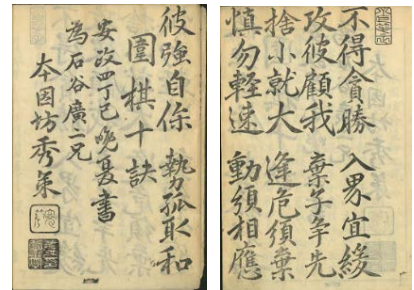 不得貪勝 入界宜緩
攻彼顧我 棄子争先
捨小就大 逢危須棄
慎勿軽速 動須相應
彼強自保 勢孤取和
圍棋十訣
安政四丁巳晩夏書
為石谷廣二兄
本因坊秀策